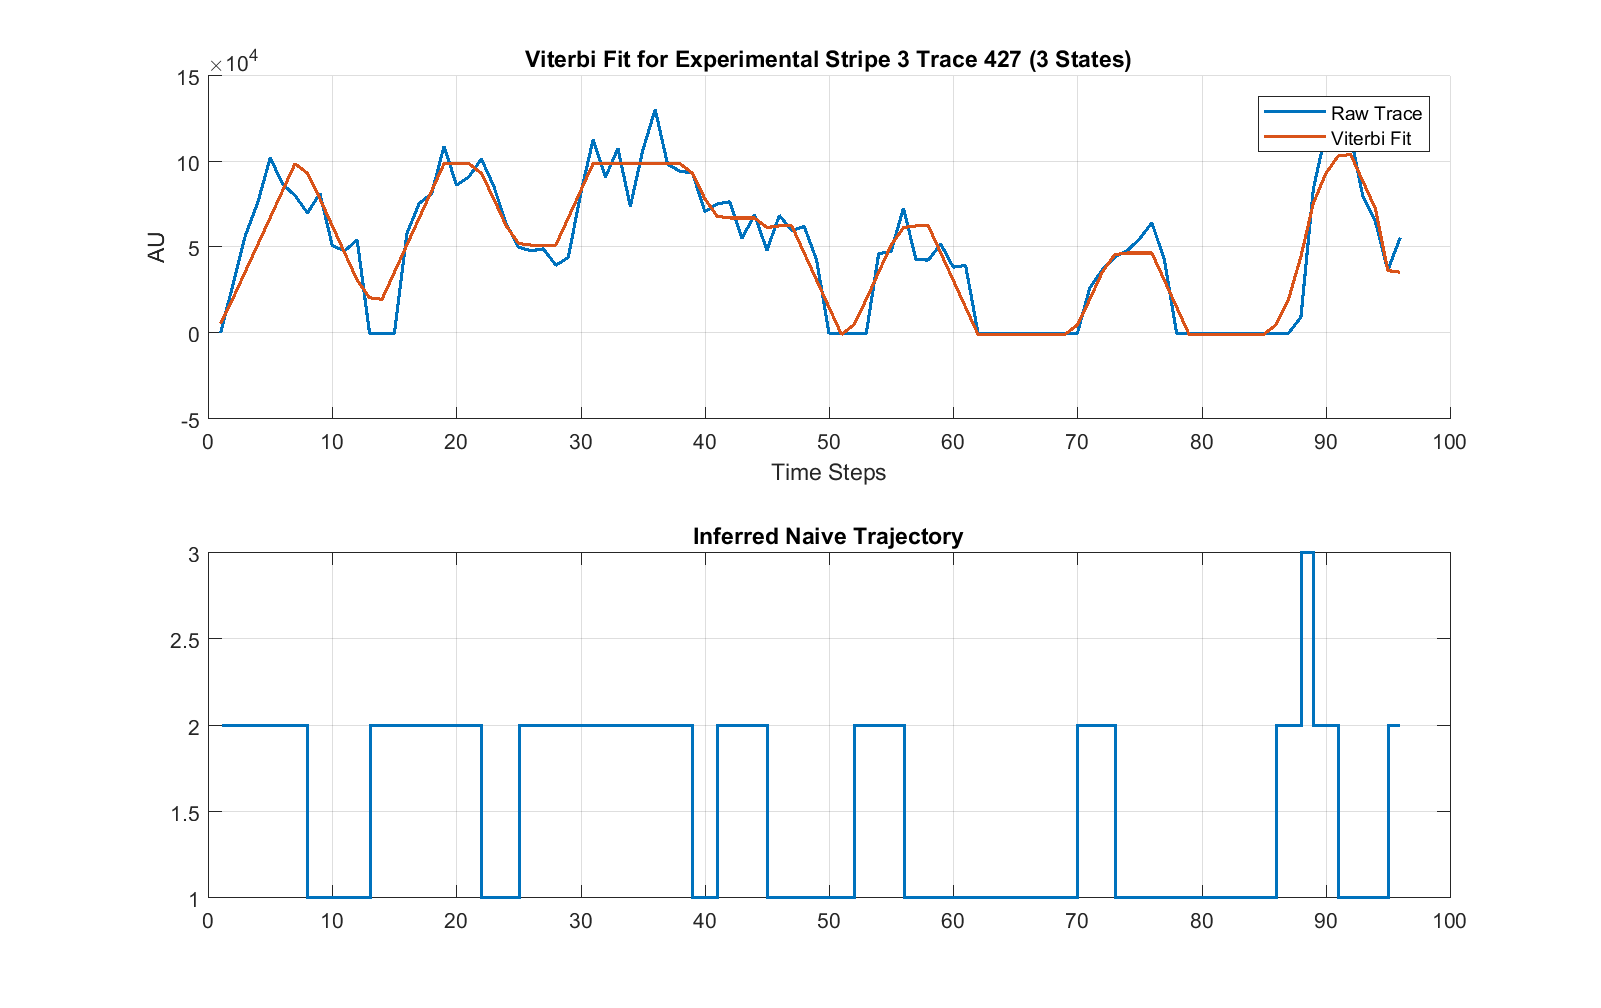 Viterbi Fit for Experimental Stripe 3 Trace 427 (3 States)
×10^4
15
10
5
0
-5
AU
Raw Trace
Viterbi Fit
0 10 20 30 40 50 60 70 80 90 100
Time Steps
Inferred Naive Trajectory
3
2.5
2
1.5
1
0 10 20 30 40 50 60 70 80 90 100